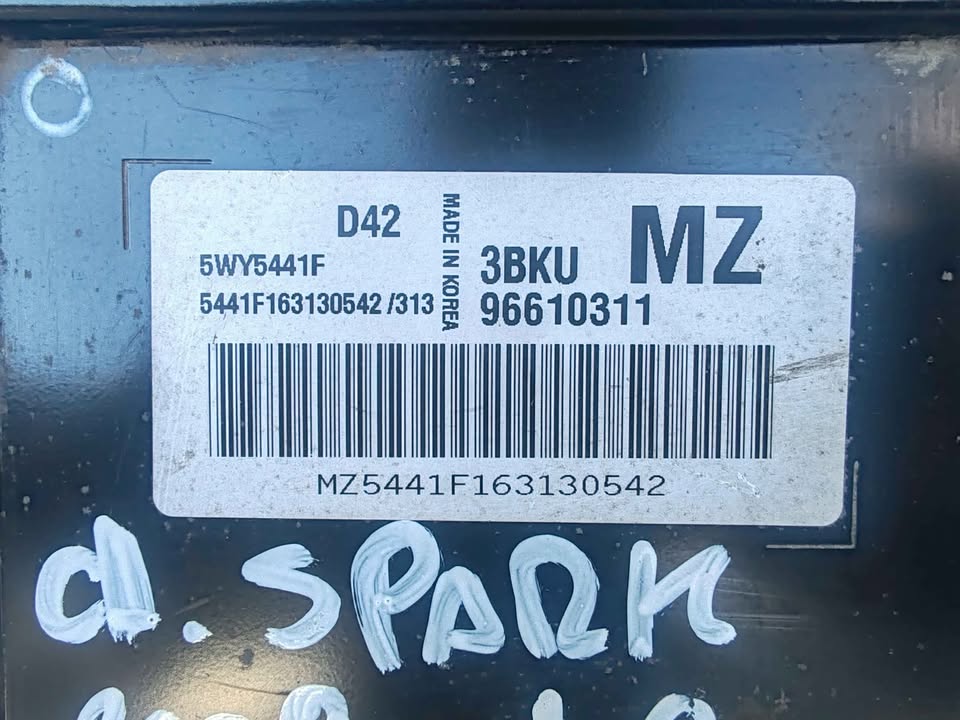 D42
MADE IN KOREA
5WY5441F
5441F163130542 /313
3BKU
MZ
96610311
MZ5441F163130542
d. SPARK